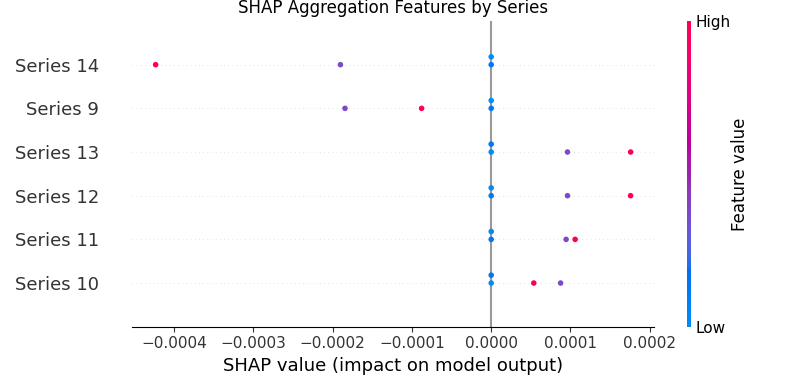 SHAP Aggregation Features by Series
High
Series 14
Series 9
Series 13
Series 12
Series 11
Series 10
Feature value
Low
−0.0004 −0.0003 −0.0002 −0.0001 0.0000 0.0001 0.0002
SHAP value (impact on model output)